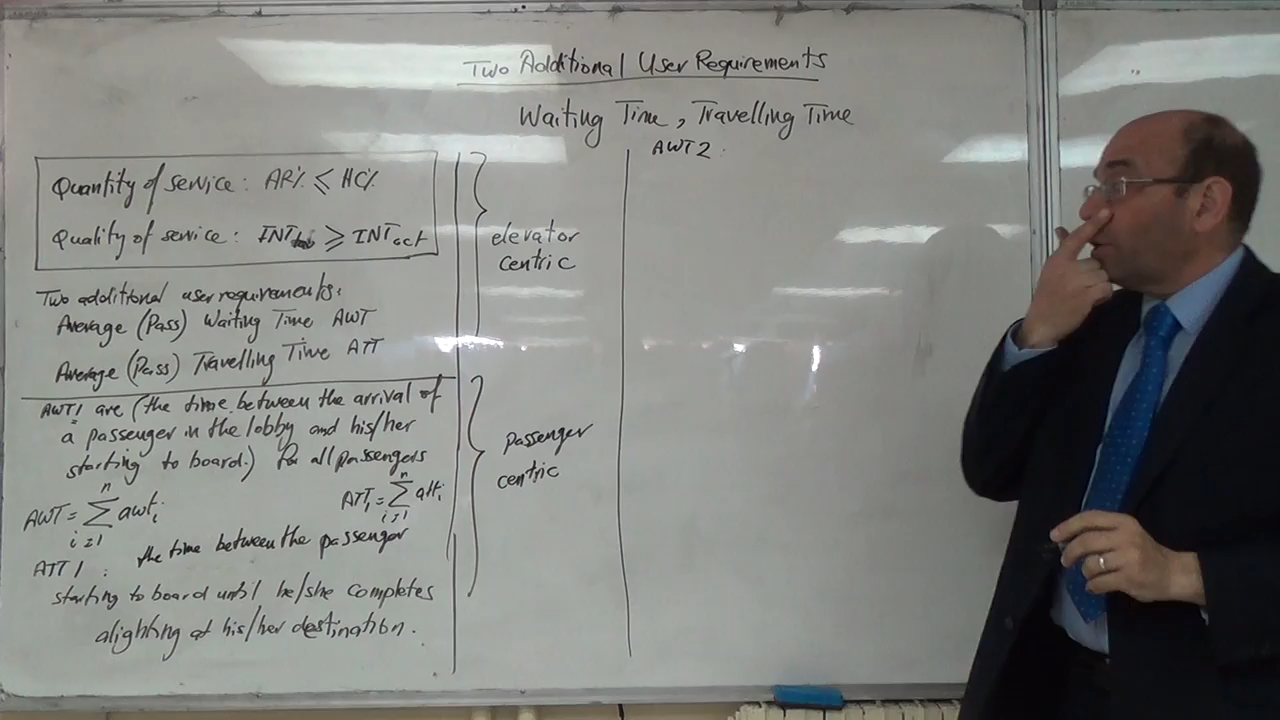 Two Additional User Requirements
Waiting Time, Travelling Time
Quantity of service: AR% ≤ HC%
Quality of service: INT ≥ INTact
Two additional user requirements:
Average (Pass) Waiting Time AWT
Average (Pass) Travelling Time ATT
AWT1 are (the time between the arrival of
a passenger in the lobby and his/her
starting to board.) for all passengers
AWT = n∑i=1 awti
ATT1 = n∑i=1 atti
ATT1: the time between the passenger
starting to board until he/she completes
alighting at his/her destination.
elevator
centric
passenger
centric
AWT2: